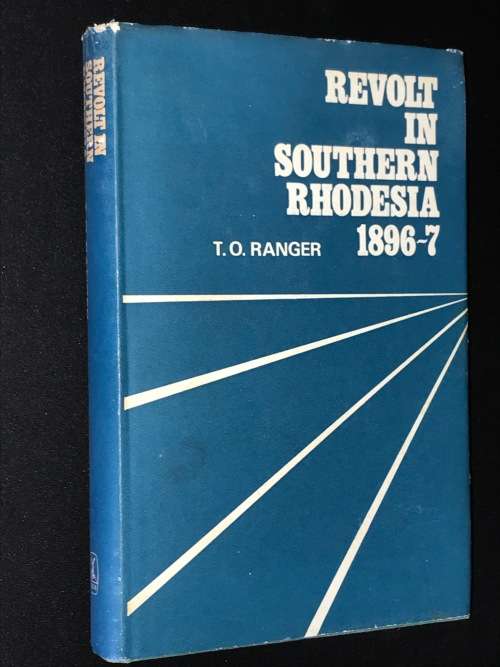 REVOLT
IN
SOUTHERN
RHODESIA
1896~7
T. O. RANGER
REVOLT IN
SOUTHERN